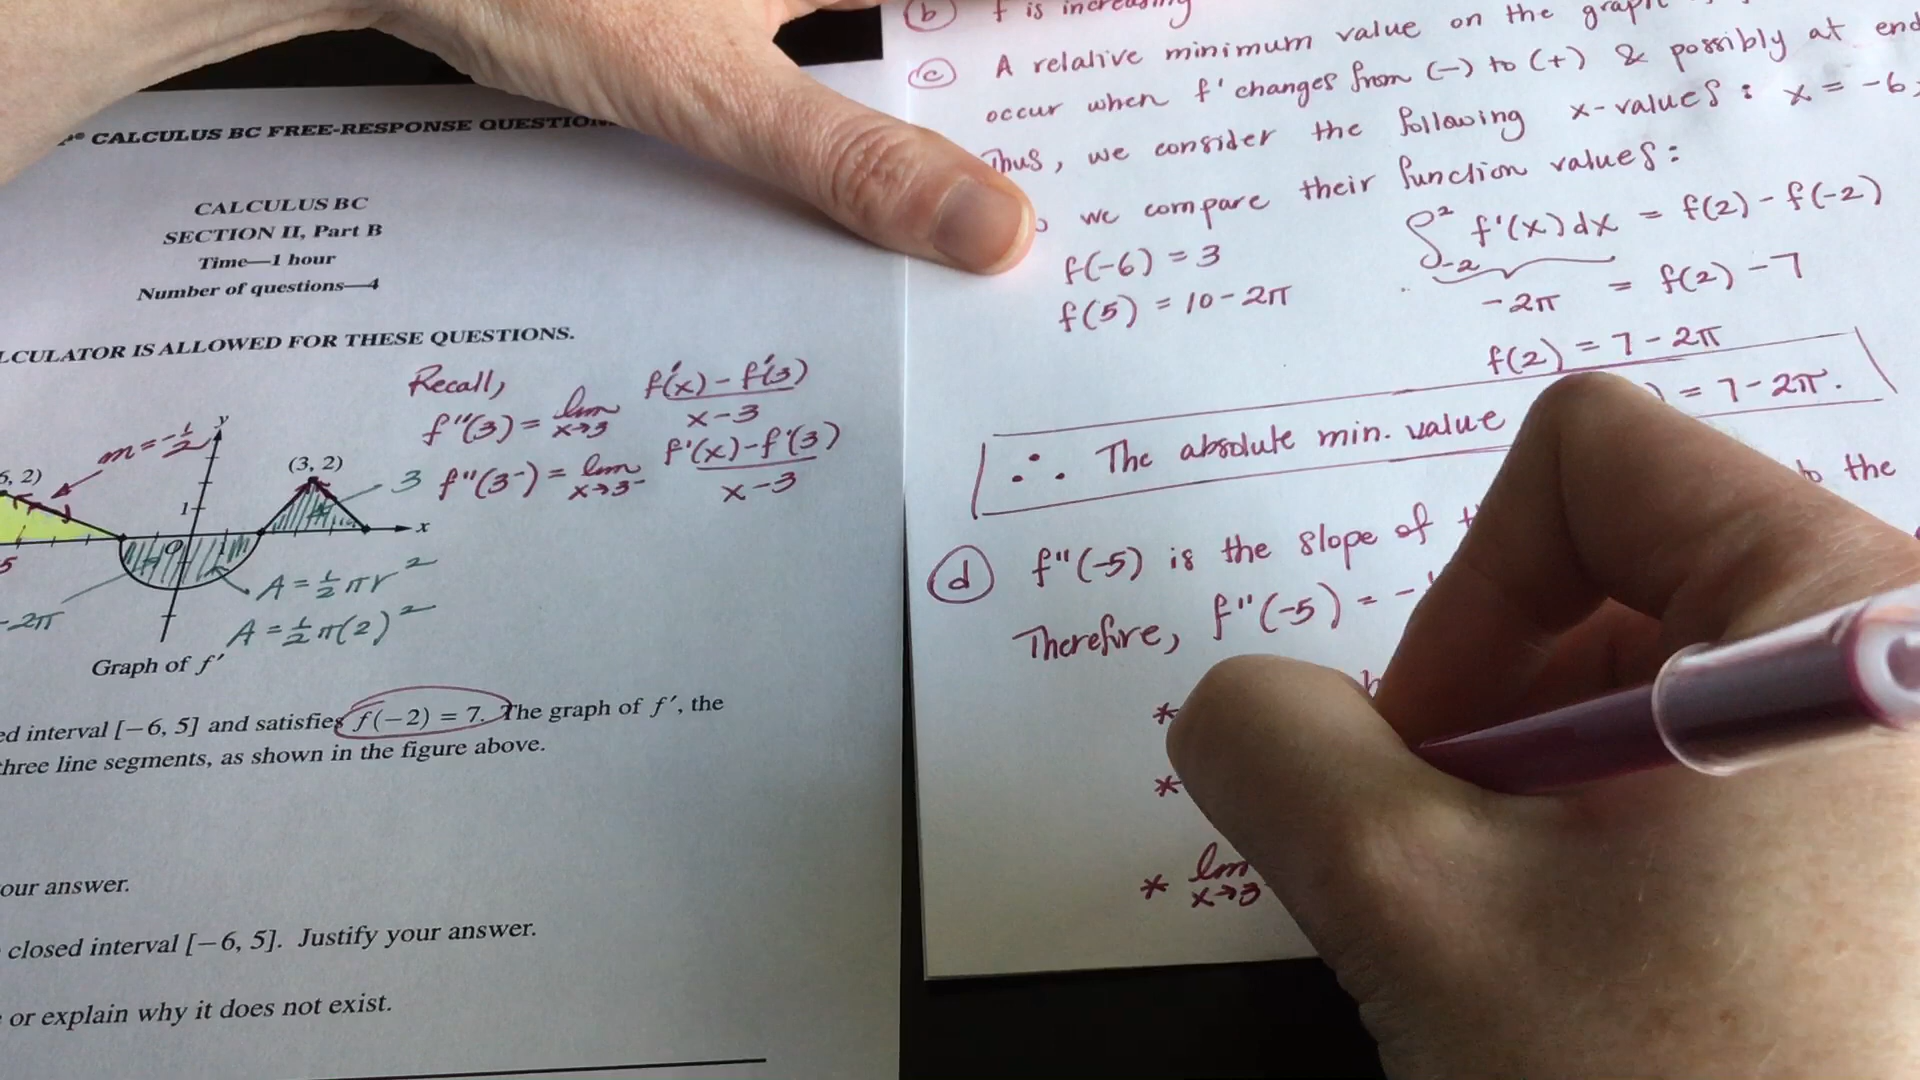 CALCULUS BC FREE-RESPONSE
CALCULUS BC
SECTION II, Part B
Time—1 hour
Number of questions—4
IS ALLOWED FOR THESE QUESTIONS.
Recall,
f''(3) = lim x→3 f'(x) - f'(3) / x - 3
f''(3⁻) = lim x→3⁻ f'(x) - f'(3) / x - 3
m = -1/2
y
(3, 2)
3
1
x
O
A = 1/2 πr²
-2π
A = 1/2 π(2)²
Graph of f′
interval [−6, 5] and satisfies f(−2) = 7. The graph of f′, the
three line segments, as shown in the figure above.
your answer.
closed interval [−6, 5]. Justify your answer.
or explain why it does not exist.
(b) f is increasing
(c) A relative minimum value on the graph
occur when f' changes from (-) to (+) & possibly at
Thus, we consider the following x-values: x = -6,
we compare their function values:
f(-6) = 3
f(5) = 10 - 2π
∫₋₂² f'(x)dx = f(2) - f(-2)
-2π = f(2) - 7
f(2) = 7 - 2π
∴ The absolute min. value = 7 - 2π.
(d) f''(-5) is the slope of the
Therefore, f''(-5) = -
*
*
* lim x→3